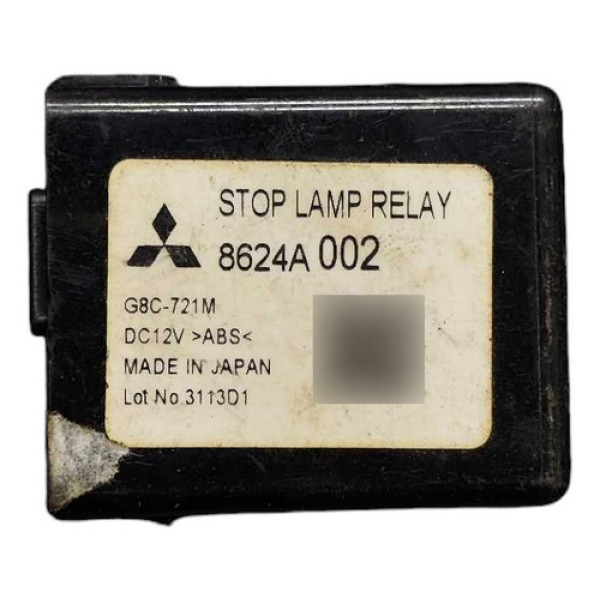 STOP LAMP RELAY
8624A 002
G8C-721M
DC12V >ABS<
MADE IN JAPAN
Lot No.3113D1